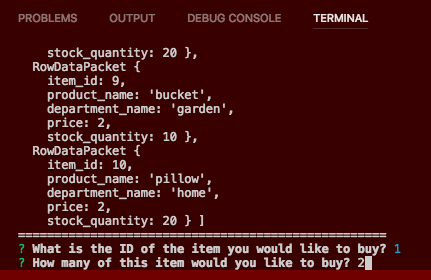 PROBLEMS OUTPUT DEBUG CONSOLE TERMINAL
stock_quantity: 20 },
RowDataPacket {
item_id: 9,
product_name: 'bucket',
department_name: 'garden',
price: 2,
stock_quantity: 10 },
RowDataPacket {
item_id: 10,
product_name: 'pillow',
department_name: 'home',
price: 2,
stock_quantity: 20 } ]
==================================================
? What is the ID of the item you would like to buy? 1
? How many of this item would you like to buy? 2